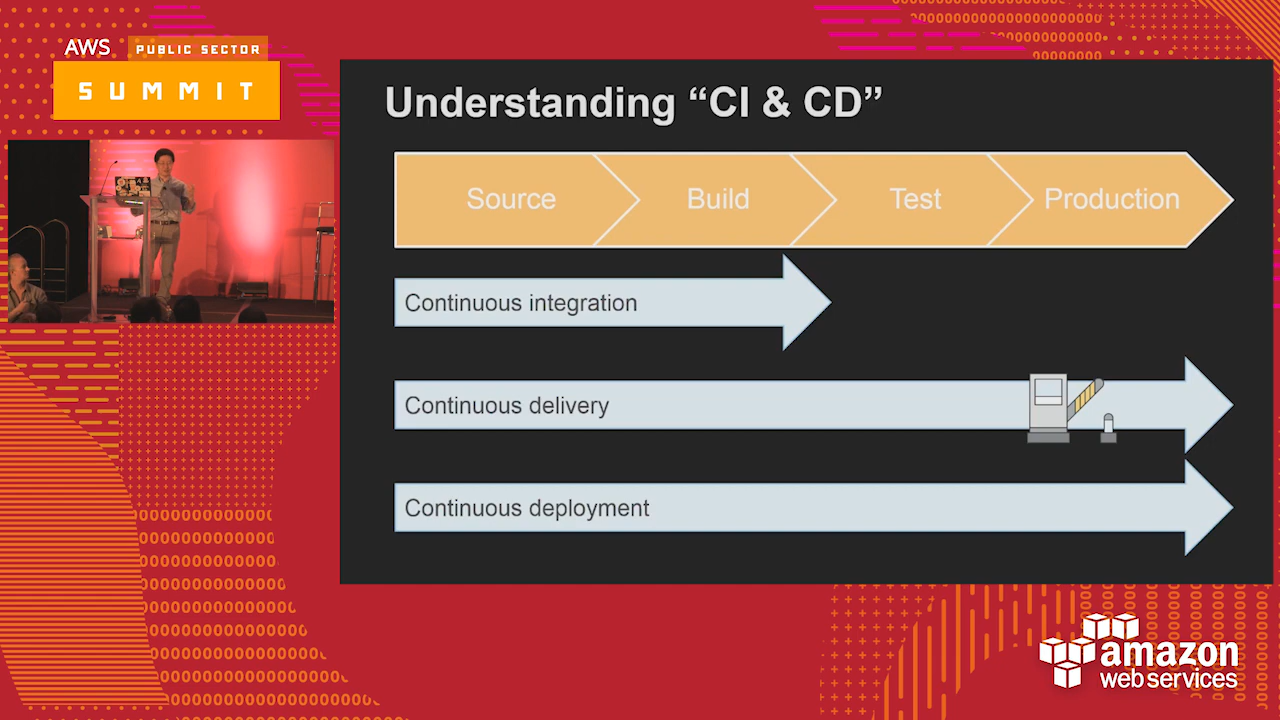 AWS PUBLIC SECTOR
SUMMIT
Understanding “CI & CD”
Source Build Test Production
Continuous integration
Continuous delivery
Continuous deployment
amazon
web services